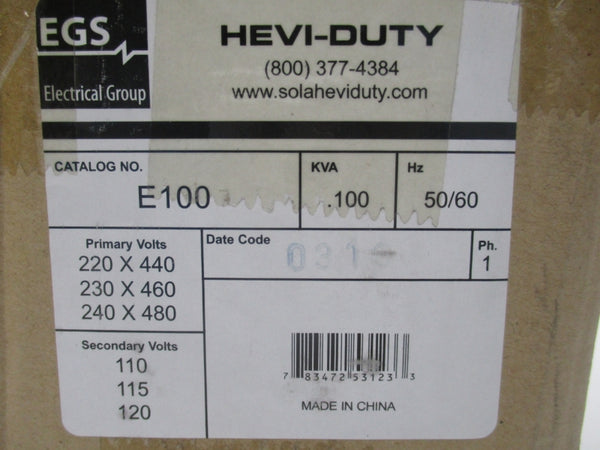 EGS
Electrical Group
HEVI-DUTY
(800) 377-4384
www.solaheviduty.com
CATALOG NO.
E100
KVA
.100
Hz
50/60
Primary Volts
220 X 440
230 X 460
240 X 480
Date Code
Ph.
1
Secondary Volts
110
115
120
7 83472 53123 3
MADE IN CHINA